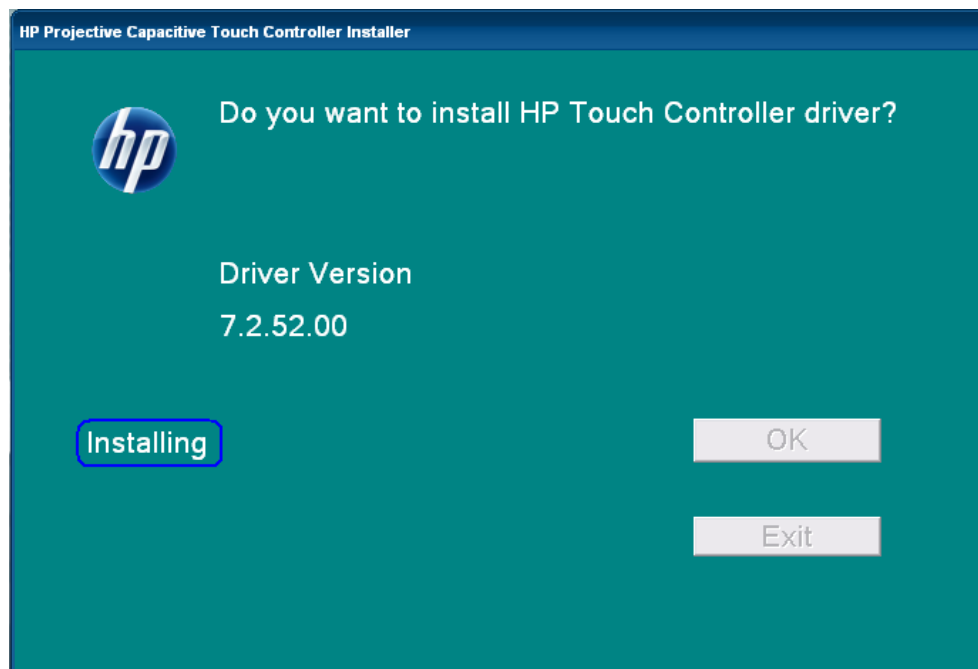 HP Projective Capacitive Touch Controller Installer
hp
Do you want to install HP Touch Controller driver?
Driver Version
7.2.52.00
Installing
OK
Exit